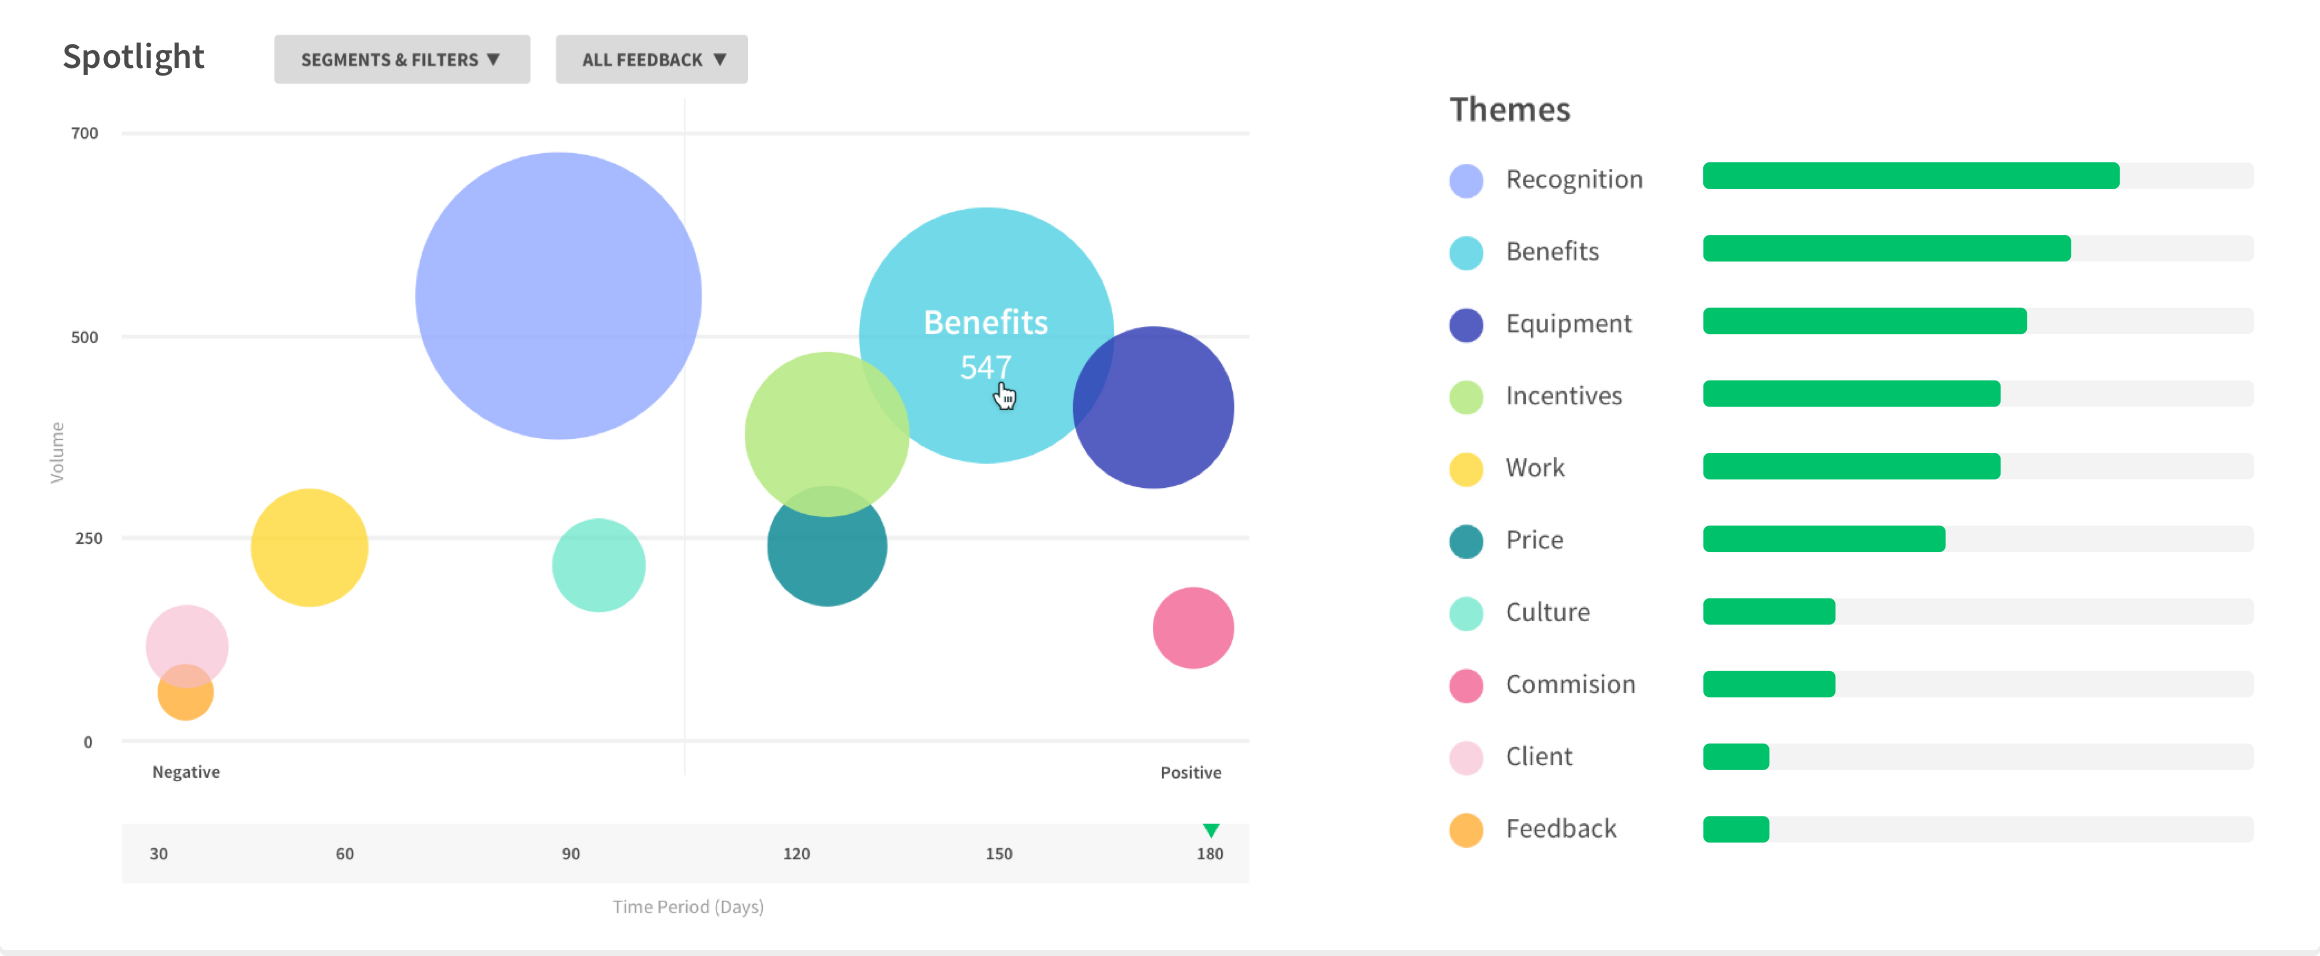 Spotlight
SEGMENTS & FILTERS ▼
ALL FEEDBACK ▼
700
500
250
0
Volume
Benefits
547
Negative
Positive
30 60 90 120 150 180
Time Period (Days)
Themes
Recognition
Benefits
Equipment
Incentives
Work
Price
Culture
Commision
Client
Feedback